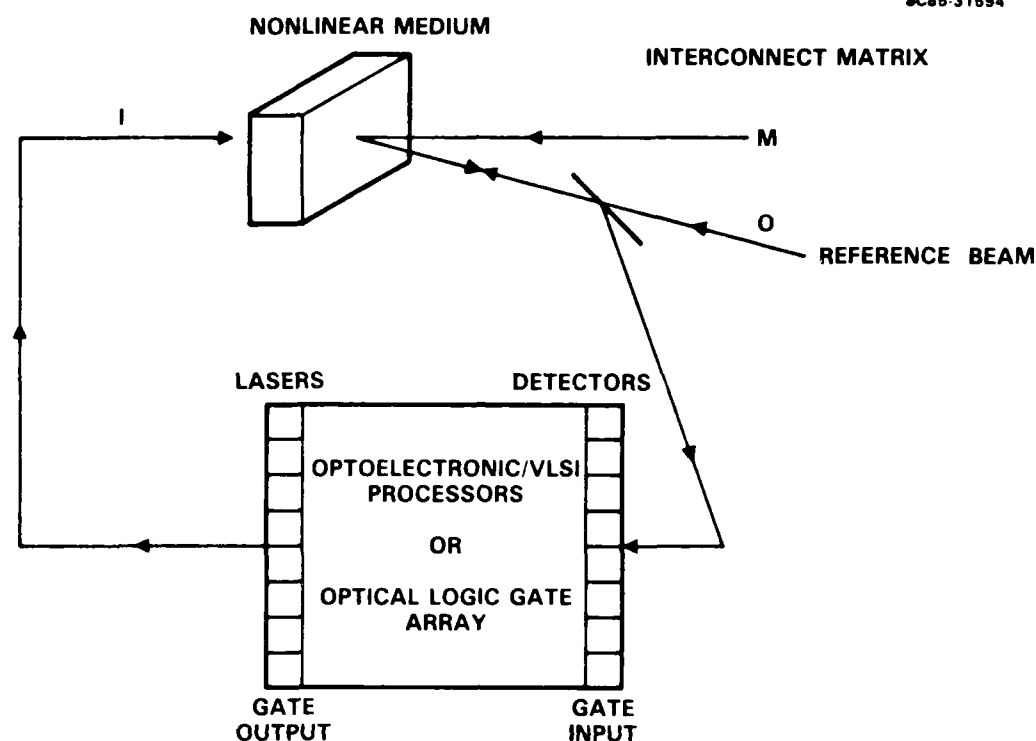 NONLINEAR MEDIUM
INTERCONNECT MATRIX
I
M
O
REFERENCE BEAM
LASERS
DETECTORS
OPTOELECTRONIC/VLSI
PROCESSORS
OR
OPTICAL LOGIC GATE
ARRAY
GATE
OUTPUT
GATE
INPUT